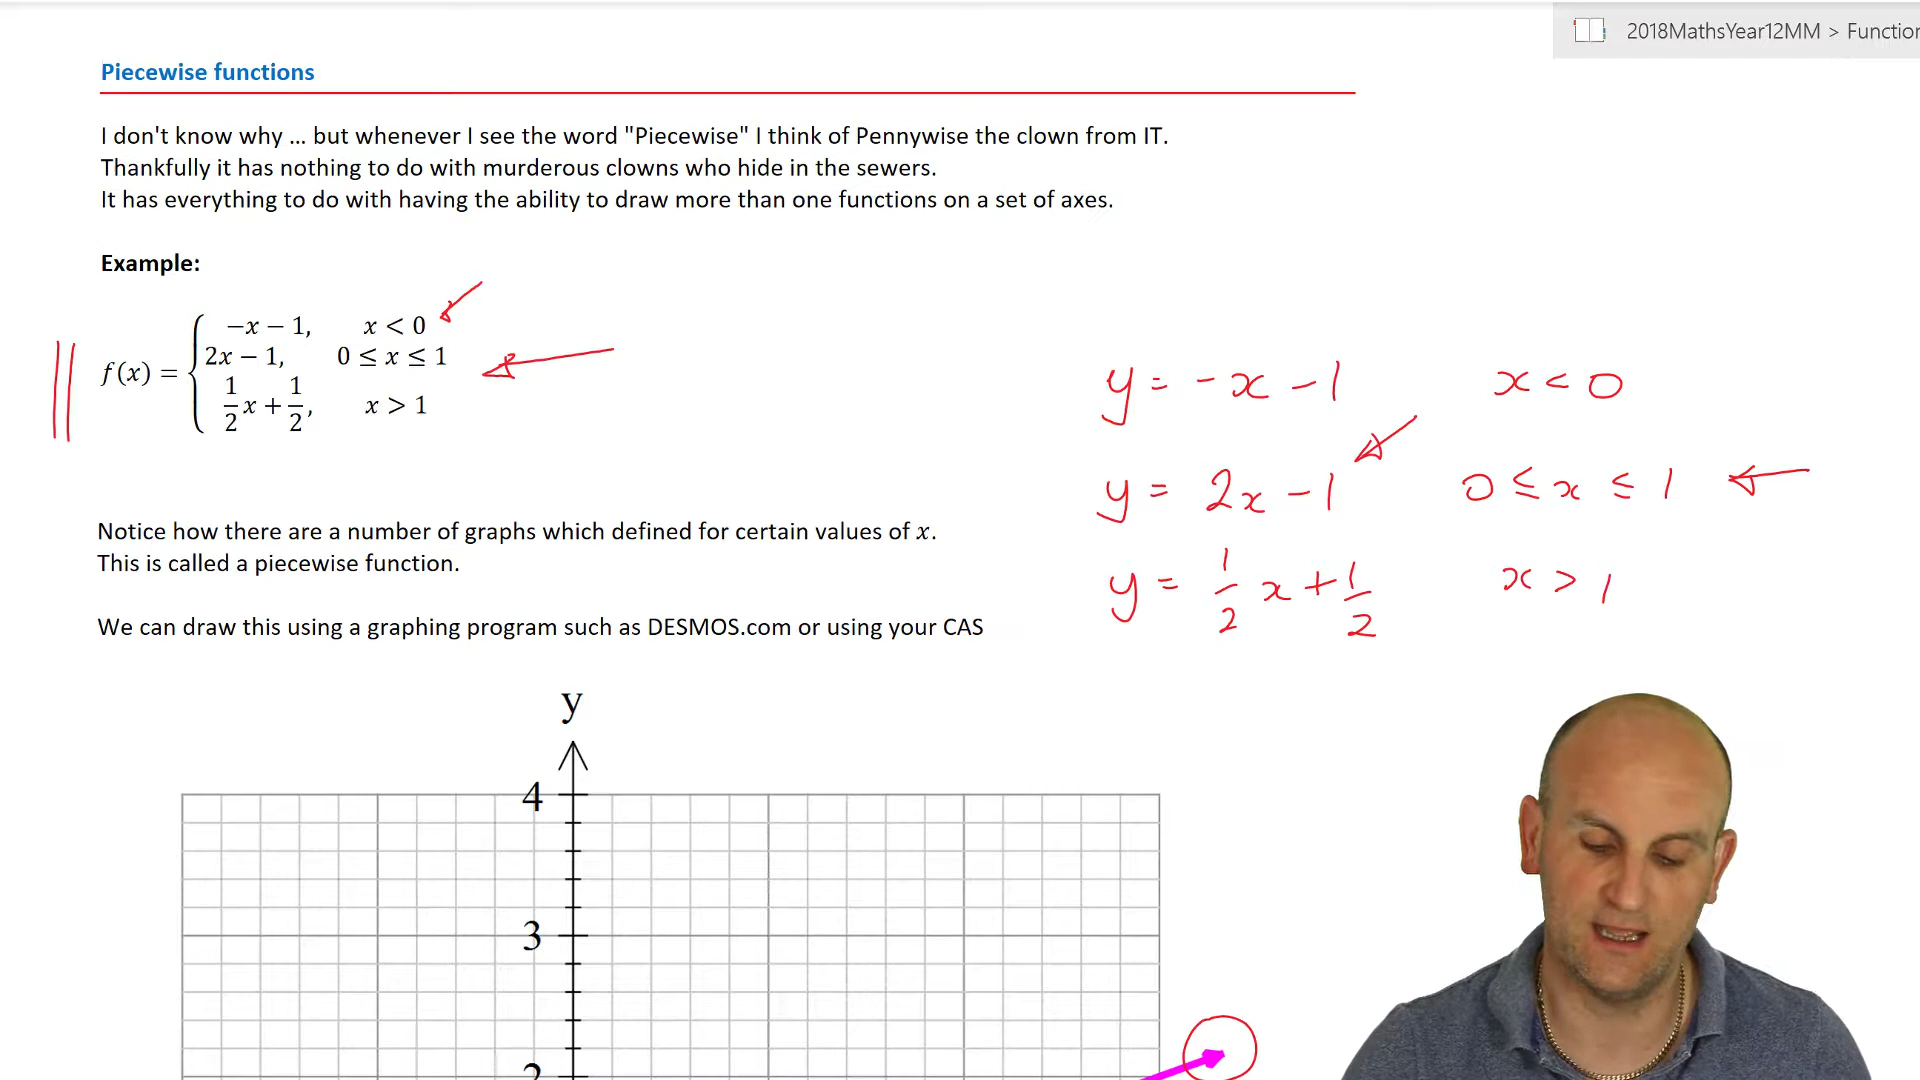 2018MathsYear12MM > Function
Piecewise functions
I don't know why ... but whenever I see the word "Piecewise" I think of Pennywise the clown from IT.
Thankfully it has nothing to do with murderous clowns who hide in the sewers.
It has everything to do with having the ability to draw more than one functions on a set of axes.
Example:
f(x) = { −x − 1, x < 0
2x − 1, 0 ≤ x ≤ 1
1/2 x + 1/2, x > 1
y = -x - 1 x < 0
y = 2x - 1 0 ≤ x ≤ 1
y = 1/2 x + 1/2 x > 1
Notice how there are a number of graphs which defined for certain values of x.
This is called a piecewise function.
We can draw this using a graphing program such as DESMOS.com or using your CAS
y
4
3
2